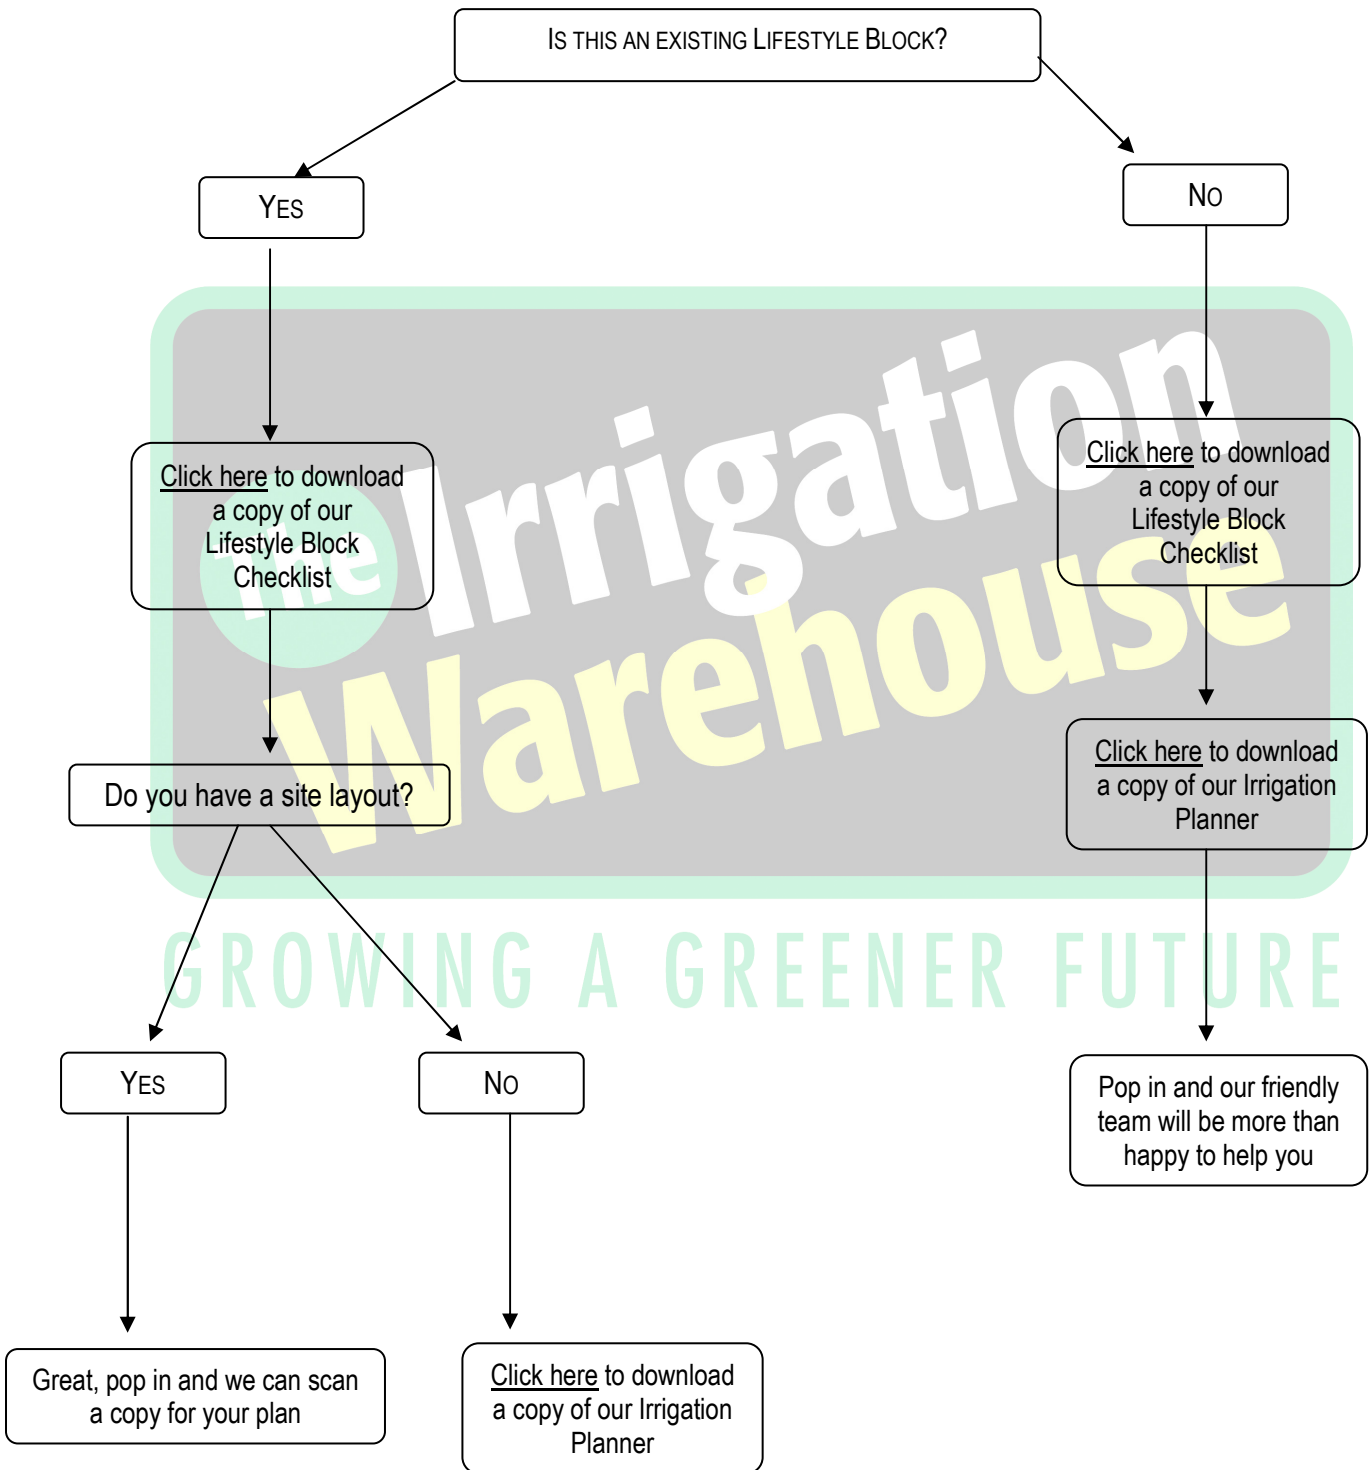 IS THIS AN EXISTING LIFESTYLE BLOCK?
YES
NO
Click here to download
a copy of our
Lifestyle Block
Checklist
Click here to download
a copy of our
Lifestyle Block
Checklist
The Irrigation
Warehouse
Do you have a site layout?
Click here to download
a copy of our Irrigation
Planner
GROWING A GREENER FUTURE
YES
NO
Pop in and our friendly
team will be more than
happy to help you
Great, pop in and we can scan
a copy for your plan
Click here to download
a copy of our Irrigation
Planner